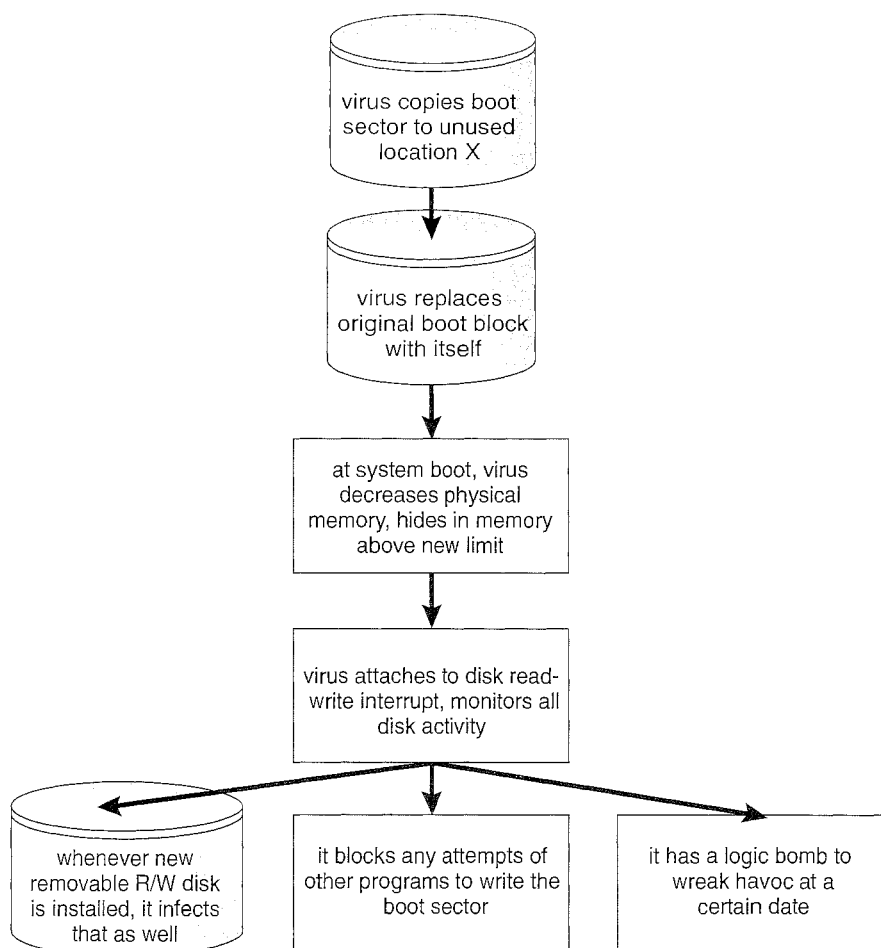 virus copies boot
sector to unused
location X
virus replaces
original boot block
with itself
at system boot, virus
decreases physical
memory, hides in memory
above new limit
virus attaches to disk read-
write interrupt, monitors all
disk activity
whenever new
removable R/W disk
is installed, it infects
that as well
it blocks any attempts of
other programs to write the
boot sector
it has a logic bomb to
wreak havoc at a
certain date